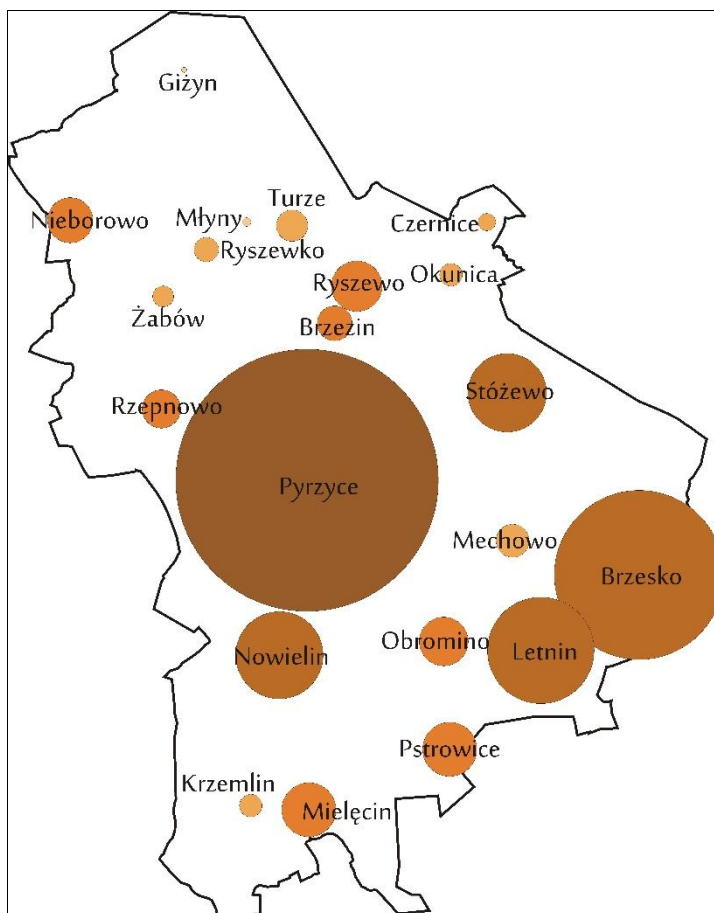 Giżyn
Turze
Nieborowo
Młyny
Czernice
Ryszewko
Okunica
Ryszewo
Żabów
Brzezin
Stóżewo
Rzepnowo
Pyrzyce
Mechowo
Brzesko
Obromino
Letnin
Nowielin
Pstrowice
Krzemlin
Mielęcin